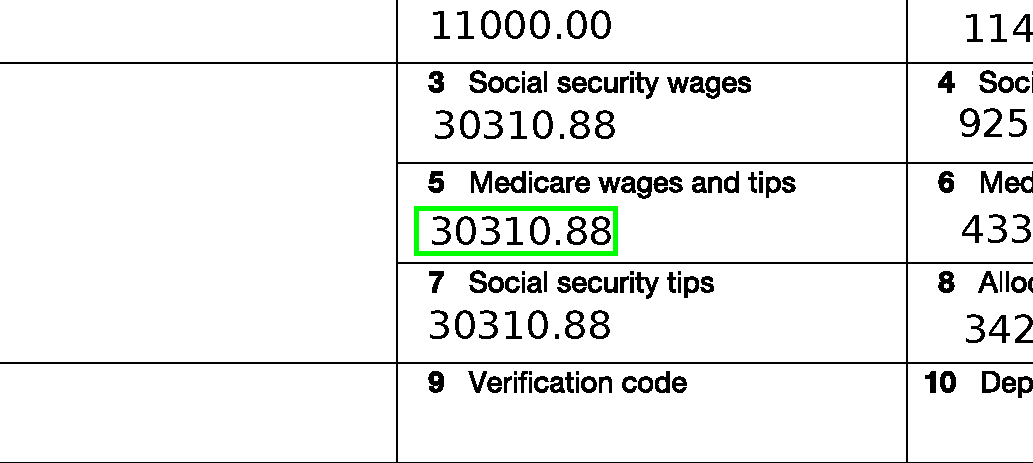 11000.00 114
3 Social security wages 4 Soci
30310.88 925
5 Medicare wages and tips 6 Med
30310.88 433
7 Social security tips 8 Alloc
30310.88 342
9 Verification code 10 Dep